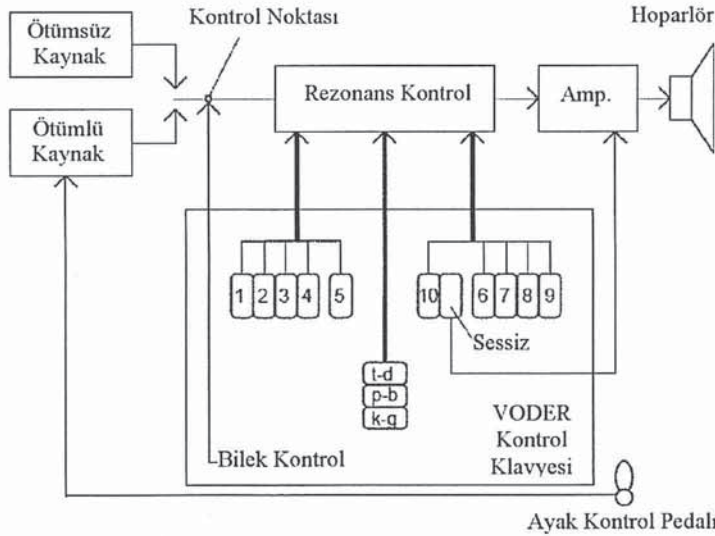 Ötümsüz
Kaynak
Kontrol Noktası
Hoparlör
Ötümlü
Kaynak
Rezonans Kontrol
Amp.
1 2 3 4 5
10 6 7 8 9
Sessiz
t-d
p-b
k-g
VODER
Kontrol
Klavyesi
Bilek Kontrol
Ayak Kontrol Pedalı